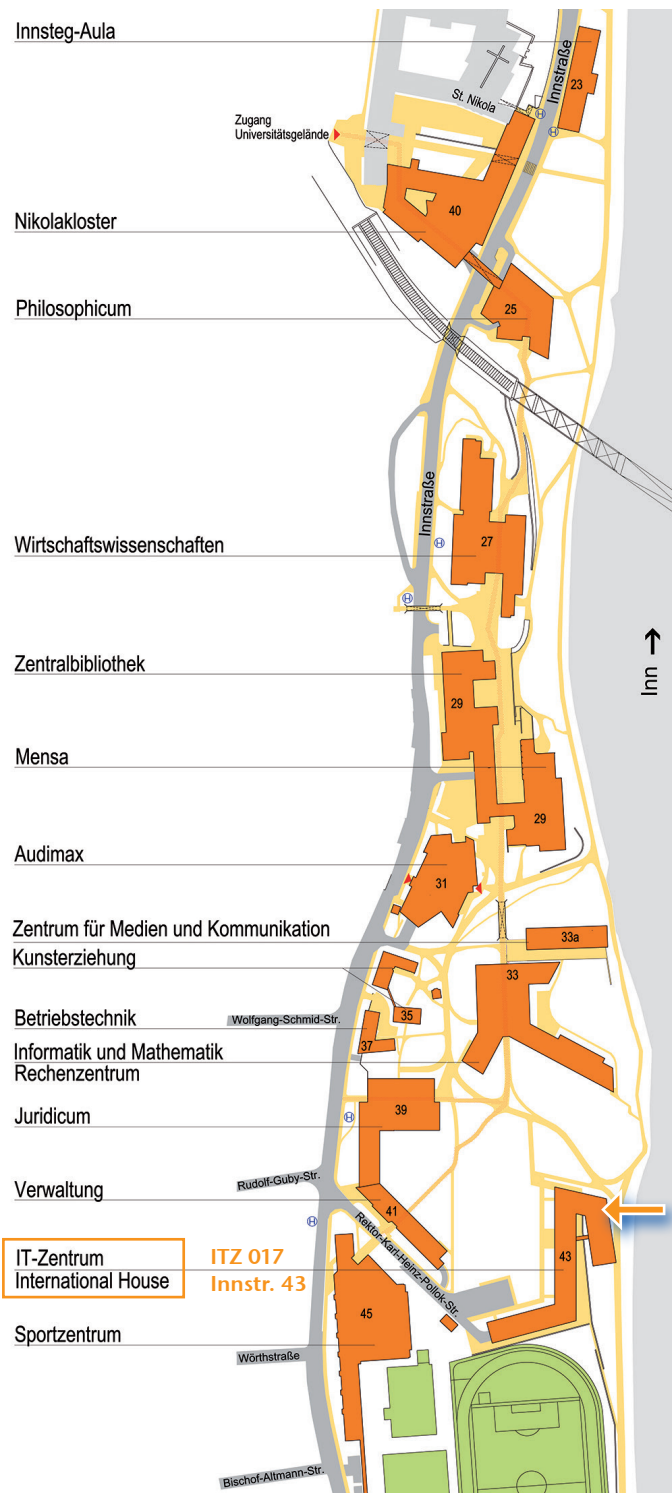 Innsteg-Aula
Innstraße
23
St. Nikola
H
H
Zugang
Universitätsgelände
40
Nikolakloster
25
Philosophicum
Innstraße
27
Wirtschaftswissenschaften
H
H
Inn →
Zentralbibliothek
29
Mensa
29
Audimax
31
Zentrum für Medien und Kommunikation
33a
Kunsterziehung
33
35
Betriebstechnik
Wolfgang-Schmid-Str.
37
Informatik und Mathematik
Rechenzentrum
39
Juridicum
H
Rudolf-Guby-Str.
Verwaltung
41
H
Rektor-Karl-Heinz-Pollok-Str.
43
IT-Zentrum
International House
ITZ 017
Innstr. 43
45
Sportzentrum
Wörthstraße
Bischof-Altmann-Str.